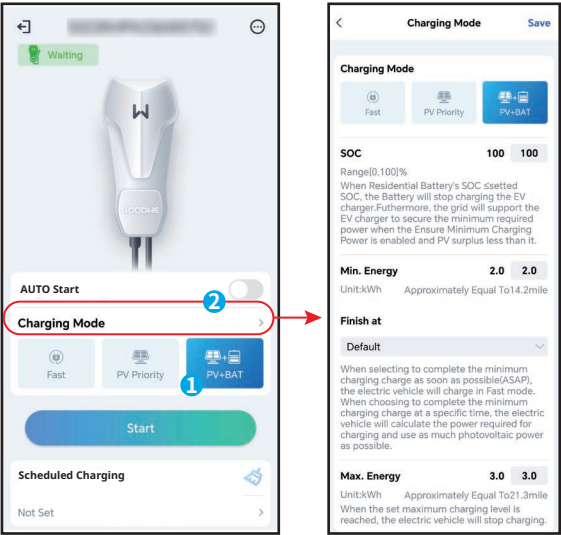 Waiting
GOODWE
AUTO Start
2
Charging Mode
Fast
PV Priority
PV+BAT
1
Start
Scheduled Charging
Not Set
Charging Mode
Save
Charging Mode
Fast
PV Priority
PV+BAT
SOC 100 100
Range[0,100]%
When Residential Battery's SOC ≤setted
SOC, the Battery will stop charging the EV
charger.Futhermore, the grid will support the
EV charger to secure the minimum required
power when the Ensure Minimum Charging
Power is enabled and PV surplus less than it.
Min. Energy 2.0 2.0
Unit:kWh Approximately Equal To14.2mile
Finish at
Default
When selecting to complete the minimum
charging charge as soon as possible(ASAP),
the electric vehicle will charge in Fast mode.
When choosing to complete the minimum
charging charge at a specific time, the electric
vehicle will calculate the power required for
charging and use as much photovoltaic power
as possible.
Max. Energy 3.0 3.0
Unit:kWh Approximately Equal To21.3mile
When the set maximum charging level is
reached, the electric vehicle will stop charging.